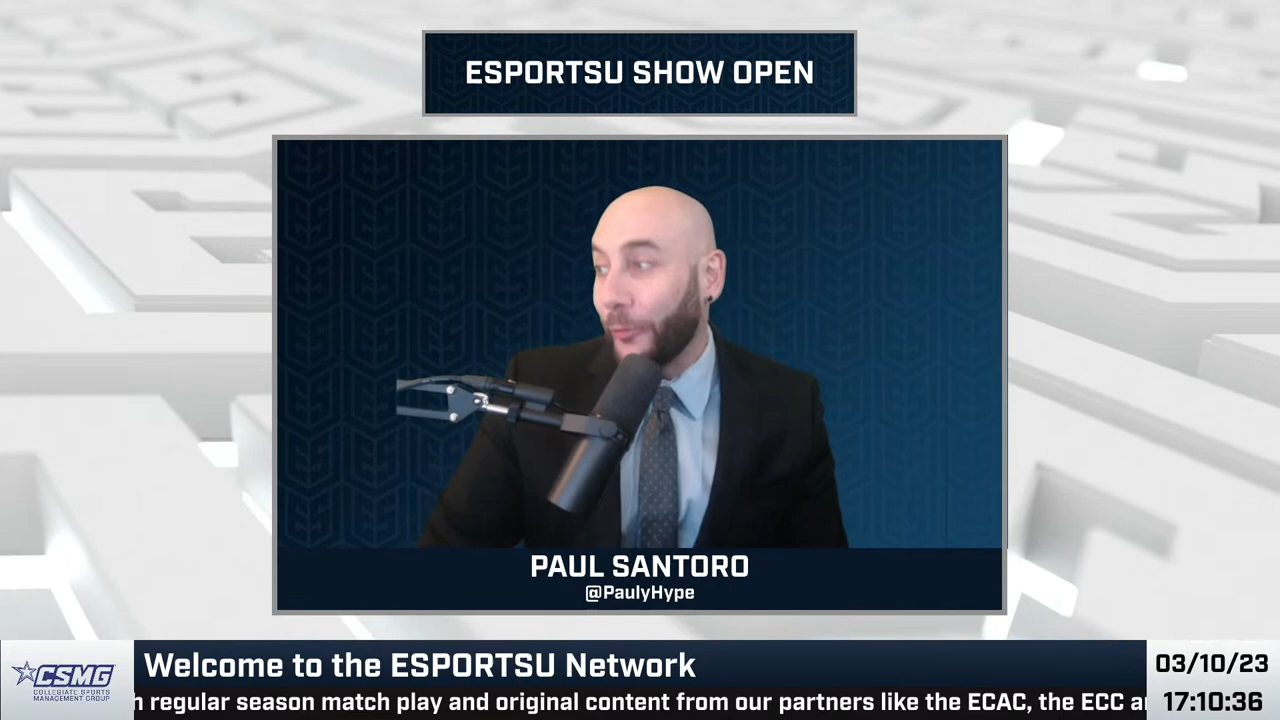 ESPORTSU SHOW OPEN
PAUL SANTORO
@PaulyHype
CSMG
COLLEGIATE SPORTS
MANAGEMENT GROUP
Welcome to the ESPORTSU Network
regular season match play and original content from our partners like the ECAC, the ECC
03/10/23
17:10:36